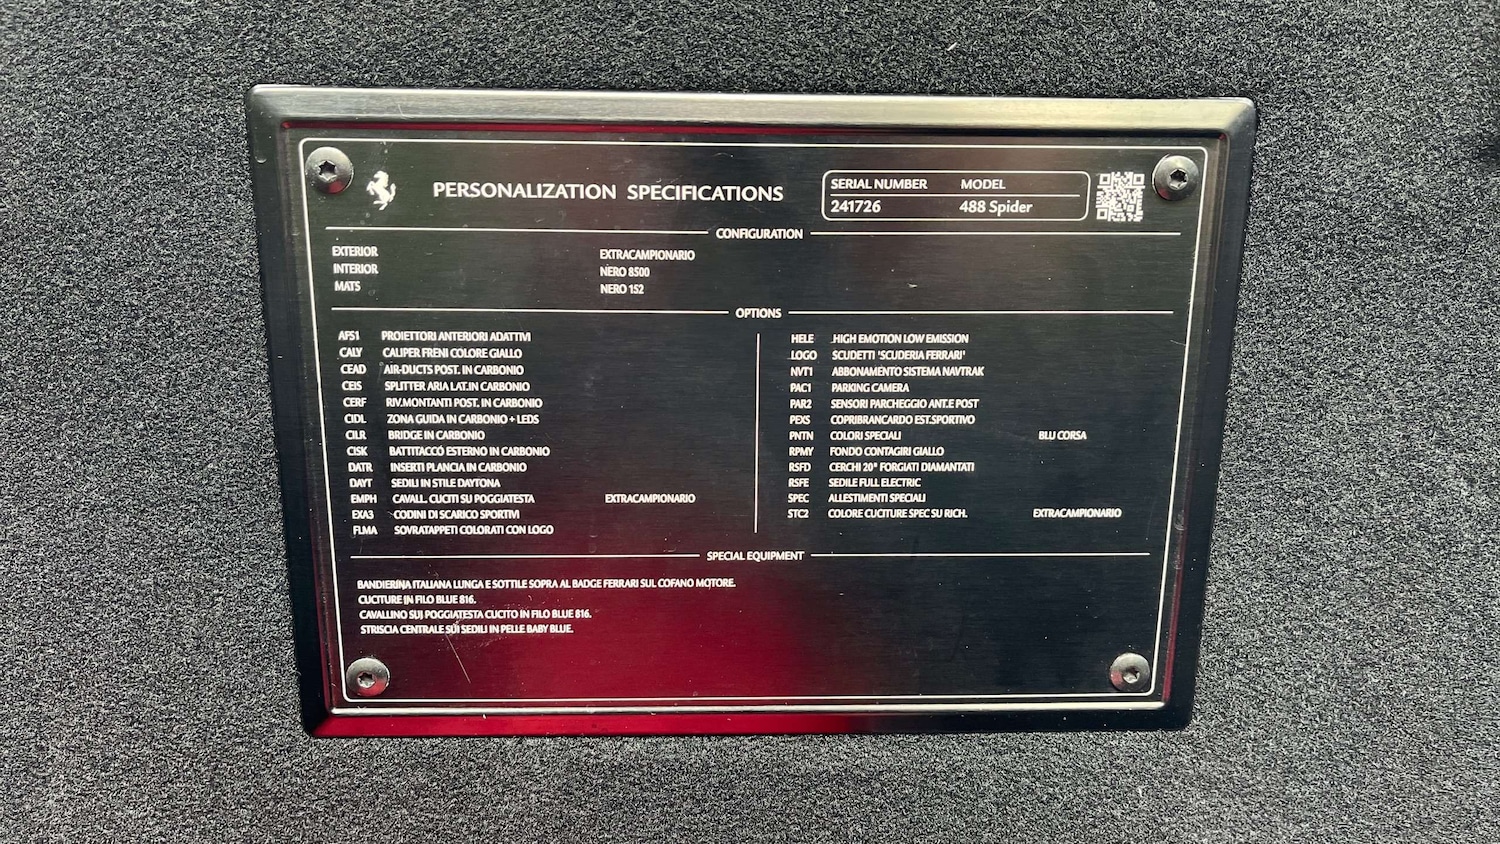 PERSONALIZATION SPECIFICATIONS
SERIAL NUMBER MODEL
241726 488 Spider
CONFIGURATION
EXTERIOR EXTRACAMPIONARIO
INTERIOR NERO 8500
MATS NERO 152
OPTIONS
AFS1 PROIETTORI ANTERIORI ADATTIVI
CALY CALIPER FRENI COLORE GIALLO
CEAD AIR-DUCTS POST. IN CARBONIO
CEIS SPLITTER ARIA LAT.IN CARBONIO
CERF RIV.MONTANTI POST. IN CARBONIO
CIDL ZONA GUIDA IN CARBONIO + LEDS
CILR BRIDGE IN CARBONIO
CISK BATTITACCO ESTERNO IN CARBONIO
DATR INSERTI PLANCIA IN CARBONIO
DAYT SEDILI IN STILE DAYTONA
EMPH CAVALL. CUCITI SU POGGIATESTA EXTRACAMPIONARIO
EXA3 CODINI DI SCARICO SPORTIVI
FLMA SOVRATAPPETI COLORATI CON LOGO
HELE HIGH EMOTION LOW EMISSION
LOGO SCUDETTI 'SCUDERIA FERRARI'
NVT1 ABBONAMENTO SISTEMA NAVTRAK
PAC1 PARKING CAMERA
PAR2 SENSORI PARCHEGGIO ANT.E POST
PEXS COPRIBRANCARDO EST.SPORTIVO
PNTN COLORI SPECIALI BLU CORSA
RPMY FONDO CONTAGIRI GIALLO
RSFD CERCHI 20" FORGIATI DIAMANTATI
RSFE SEDILE FULL ELECTRIC
SPEC ALLESTIMENTI SPECIALI
STC2 COLORE CUCITURE SPEC SU RICH. EXTRACAMPIONARIO
SPECIAL EQUIPMENT
BANDIERINA ITALIANA LUNGA E SOTTILE SOPRA AL BADGE FERRARI SUL COFANO MOTORE.
CUCITURE IN FILO BLUE 816.
CAVALLINO SUI POGGIATESTA CUCITO IN FILO BLUE 816.
STRISCIA CENTRALE SUI SEDILI IN PELLE BABY BLUE.